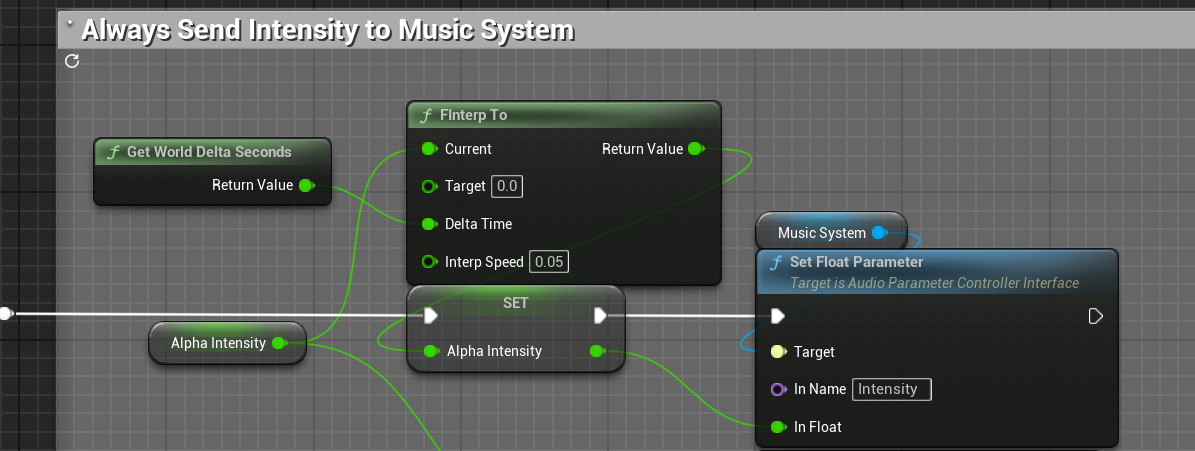 Always Send Intensity to Music System
FInterp To
Get World Delta Seconds
Current
Return Value
Return Value
Target 0.0
Delta Time
Music System
Interp Speed 0.05
Set Float Parameter
Target is Audio Parameter Controller Interface
SET
Alpha Intensity
Alpha Intensity
Target
In Name Intensity
In Float